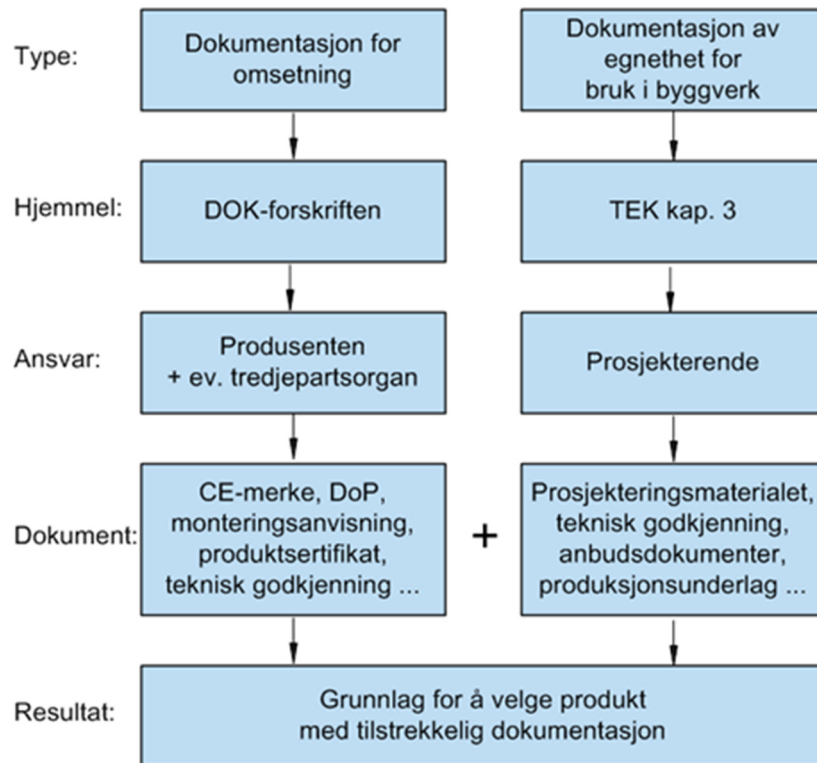 Type:
Dokumentasjon for
omsetning
Dokumentasjon av
egnethet for
bruk i byggverk
Hjemmel:
DOK-forskriften
TEK kap. 3
Ansvar:
Produsenten
+ ev. tredjepartsorgan
Prosjekterende
Dokument:
CE-merke, DoP,
monteringsanvisning,
produktsertifikat,
teknisk godkjenning ...
+
Prosjekteringsmaterialet,
teknisk godkjenning,
anbudsdokumenter,
produksjonsunderlag ...
Resultat:
Grunnlag for å velge produkt
med tilstrekkelig dokumentasjon